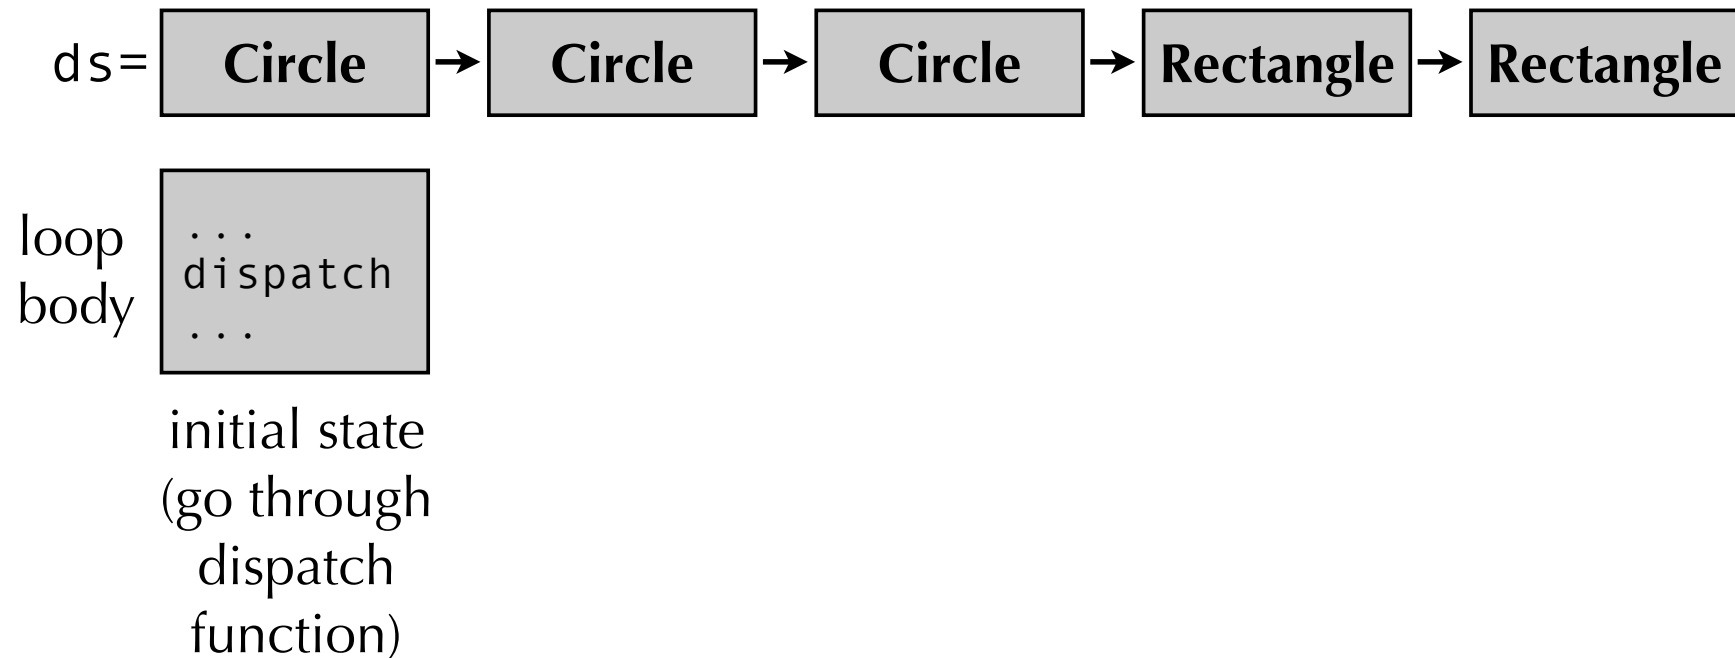 ds= Circle Circle Circle Rectangle Rectangle
loop
body
...
dispatch
...
initial state
(go through
dispatch
function)